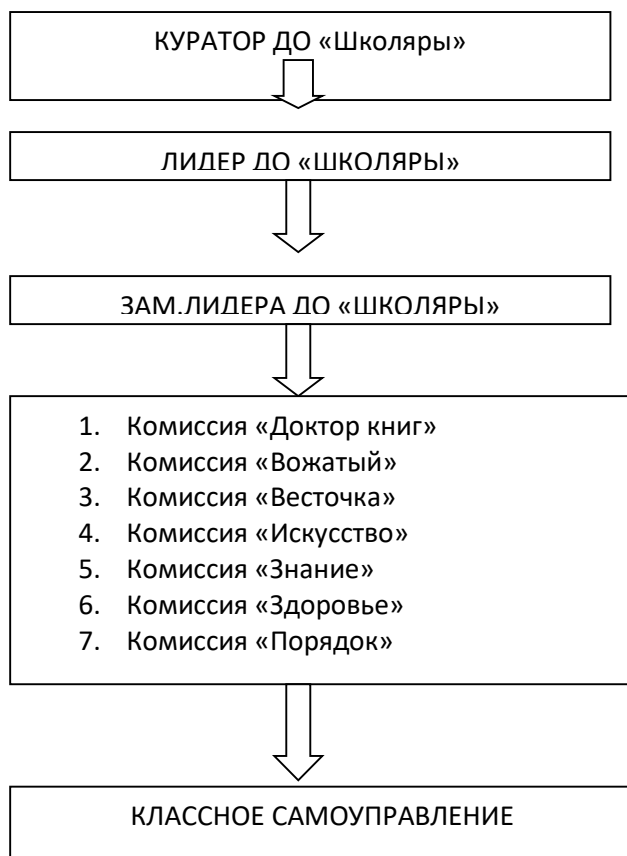 КУРАТОР ДО «Школяры»
ЛИДЕР ДО «ШКОЛЯРЫ»
ЗАМ.ЛИДЕРА ДО «ШКОЛЯРЫ»
1. Комиссия «Доктор книг»
2. Комиссия «Вожатый»
3. Комиссия «Весточка»
4. Комиссия «Искусство»
5. Комиссия «Знание»
6. Комиссия «Здоровье»
7. Комиссия «Порядок»
КЛАССНОЕ САМОУПРАВЛЕНИЕ